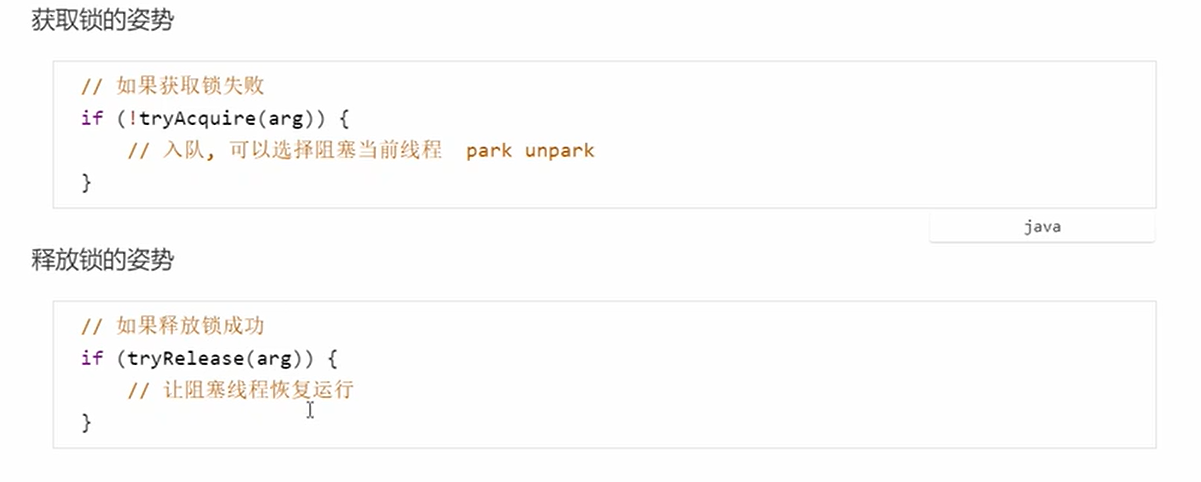 获取锁的姿势
// 如果获取锁失败
if (!tryAcquire(arg)) {
// 入队, 可以选择阻塞当前线程 park unpark
}
java
释放锁的姿势
// 如果释放锁成功
if (tryRelease(arg)) {
// 让阻塞线程恢复运行
}